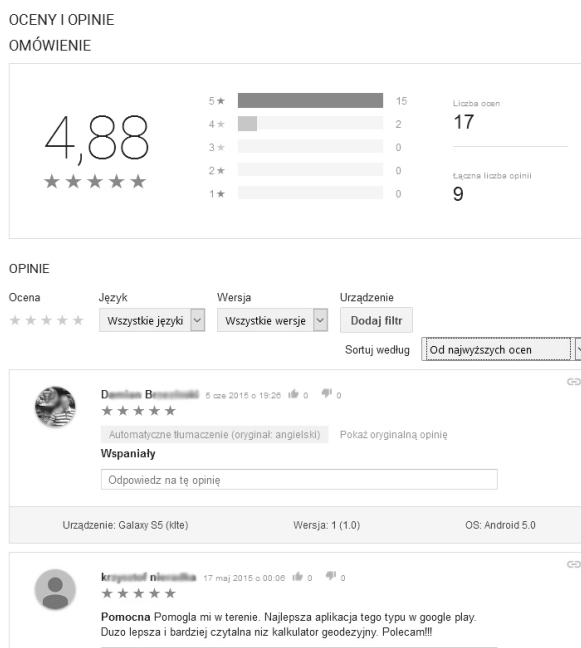 OCENY I OPINIE
OMÓWIENIE
4,88
5★ 15
4★ 2
3★ 0
2★ 0
1★ 0
Liczba ocen
17
Łączna liczba opinii
9
OPINIE
Ocena Język Wersja Urządzenie
Wszystkie języki Wszystkie wersje Dodaj filtr
Sortuj według Od najwyższych ocen
5 cze 2015 o 19:26 0 0
Automatyczne tłumaczenie (oryginał: angielski) Pokaż oryginalną opinię
Wspaniały
Odpowiedz na tę opinię
Urządzenie: Galaxy S5 (klte) Wersja: 1 (1.0) OS: Android 5.0
17 maj 2015 o 00:06 0 0
Pomocna Pomogla mi w terenie. Najlepsza aplikacja tego typu w google play.
Duzo lepsza i bardziej czytalna niz kalkulator geodezyjny. Polecam!!!